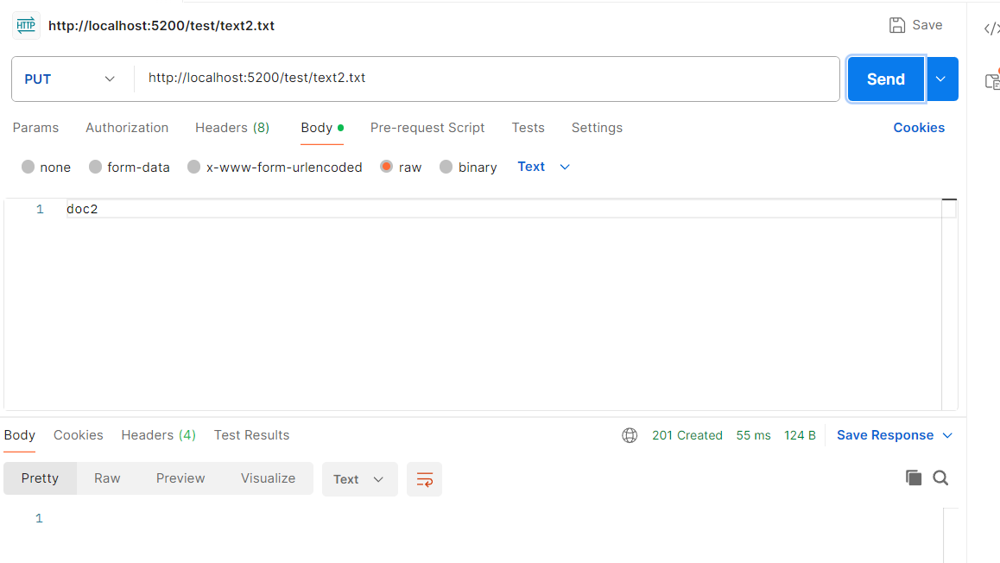 HTTP http://localhost:5200/test/text2.txt Save
PUT http://localhost:5200/test/text2.txt Send
Params Authorization Headers (8) Body Pre-request Script Tests Settings Cookies
none form-data x-www-form-urlencoded raw binary Text
1 doc2
Body Cookies Headers (4) Test Results 201 Created 55 ms 124 B Save Response
Pretty Raw Preview Visualize Text
1